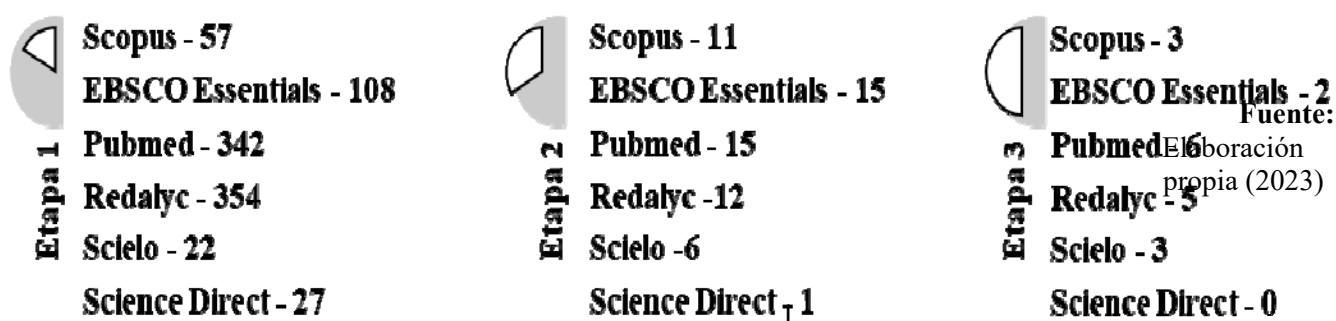 Etapa 1
Scopus - 57
EBSCO Essentials - 108
Pubmed - 342
Redalyc - 354
Scielo - 22
Science Direct - 27
Etapa 2
Scopus - 11
EBSCO Essentials - 15
Pubmed - 15
Redalyc -12
Scielo -6
Science Direct - 1
Etapa 3
Scopus - 3
EBSCO Essentials - 2
Pubmed - 6
Redalyc - 5
Scielo - 3
Science Direct - 0
Fuente:
Elaboración
propia (2023)